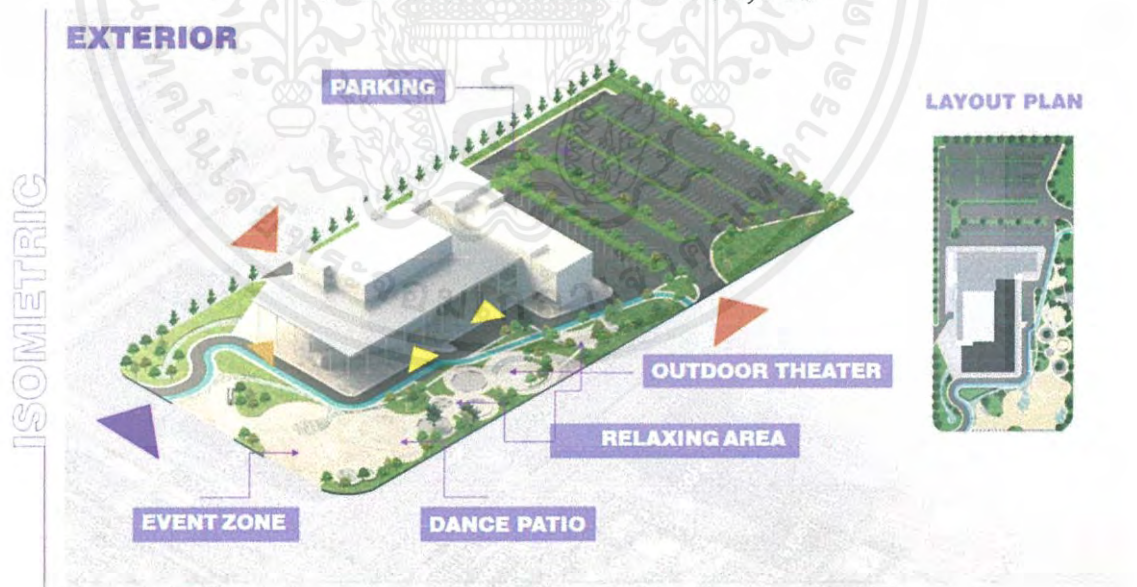 EXTERIOR
PARKING
LAYOUT PLAN
ISOMETRIC
OUTDOOR THEATER
RELAXING AREA
EVENT ZONE
DANCE PATIO